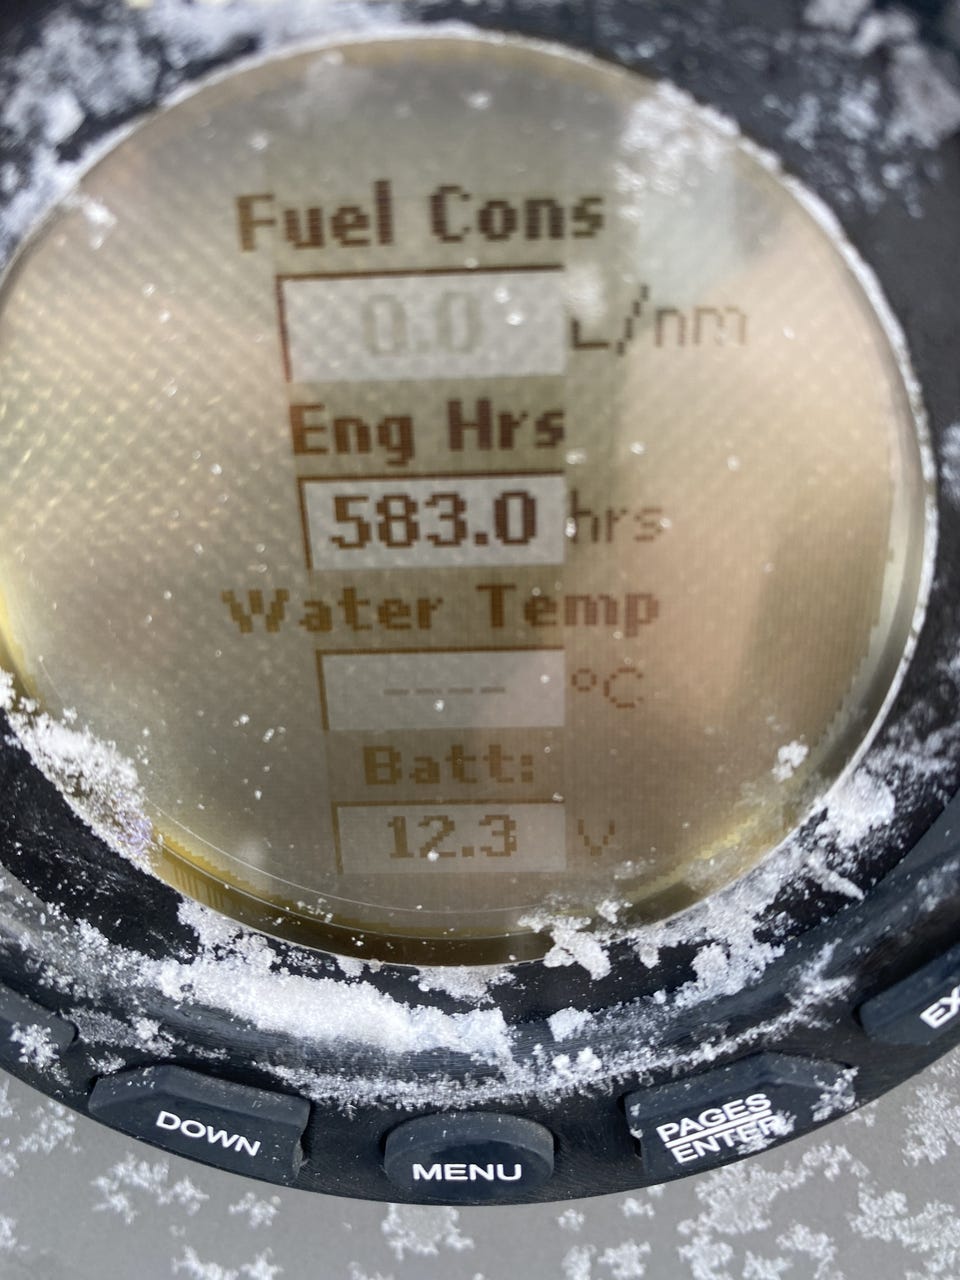 Fuel Cons
0.0 L/nm
Eng Hrs
583.0 hrs
Water Temp
---- °C
Batt:
12.3 V
DOWN
MENU
PAGES
ENTER
EX